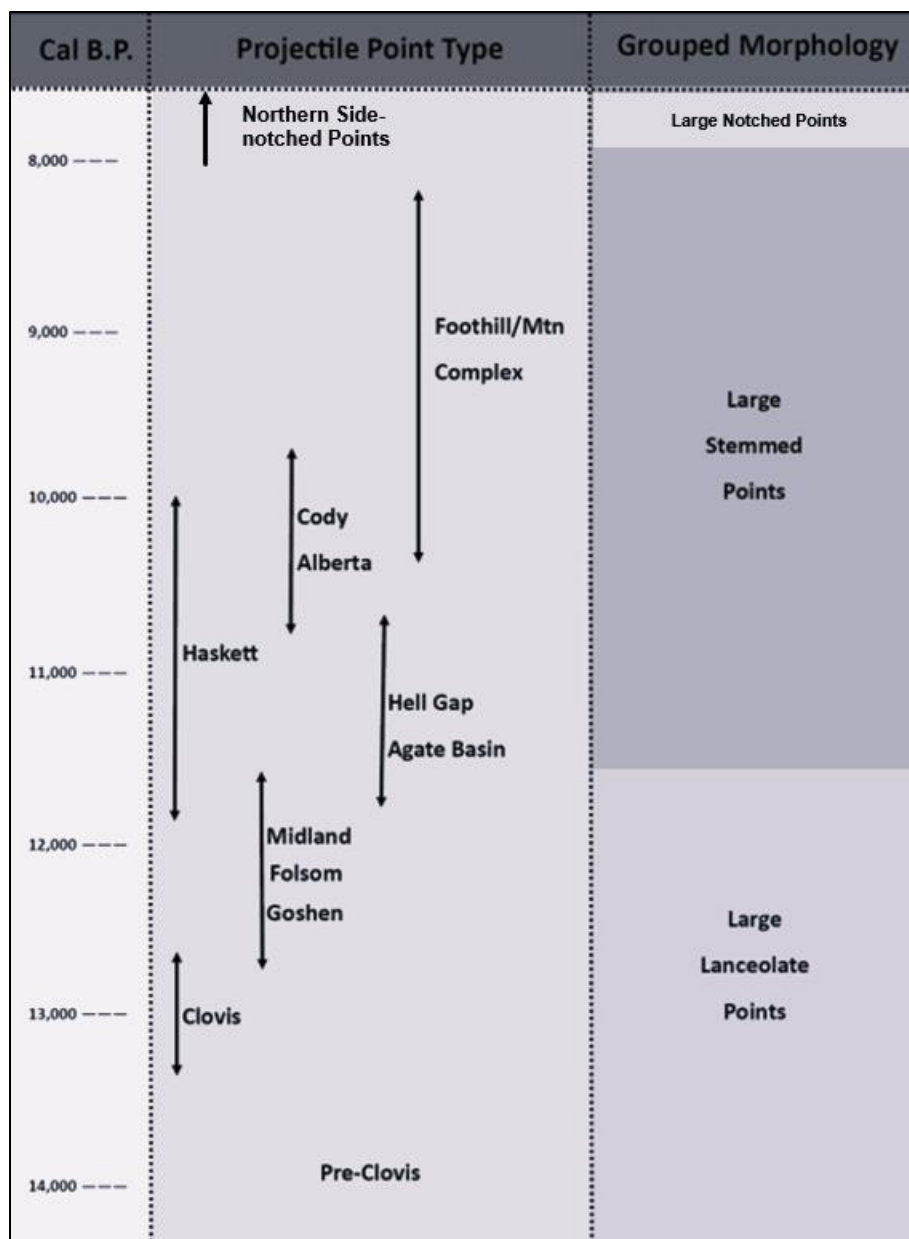 Cal B.P.
Projectile Point Type
Grouped Morphology
Northern Side-
notched Points
Large Notched Points
8,000
9,000
Foothill/Mtn
Complex
Large
Stemmed
Points
10,000
Cody
Alberta
Haskett
11,000
Hell Gap
Agate Basin
12,000
Midland
Folsom
Goshen
Large
Lanceolate
Points
13,000
Clovis
Pre-Clovis
14,000